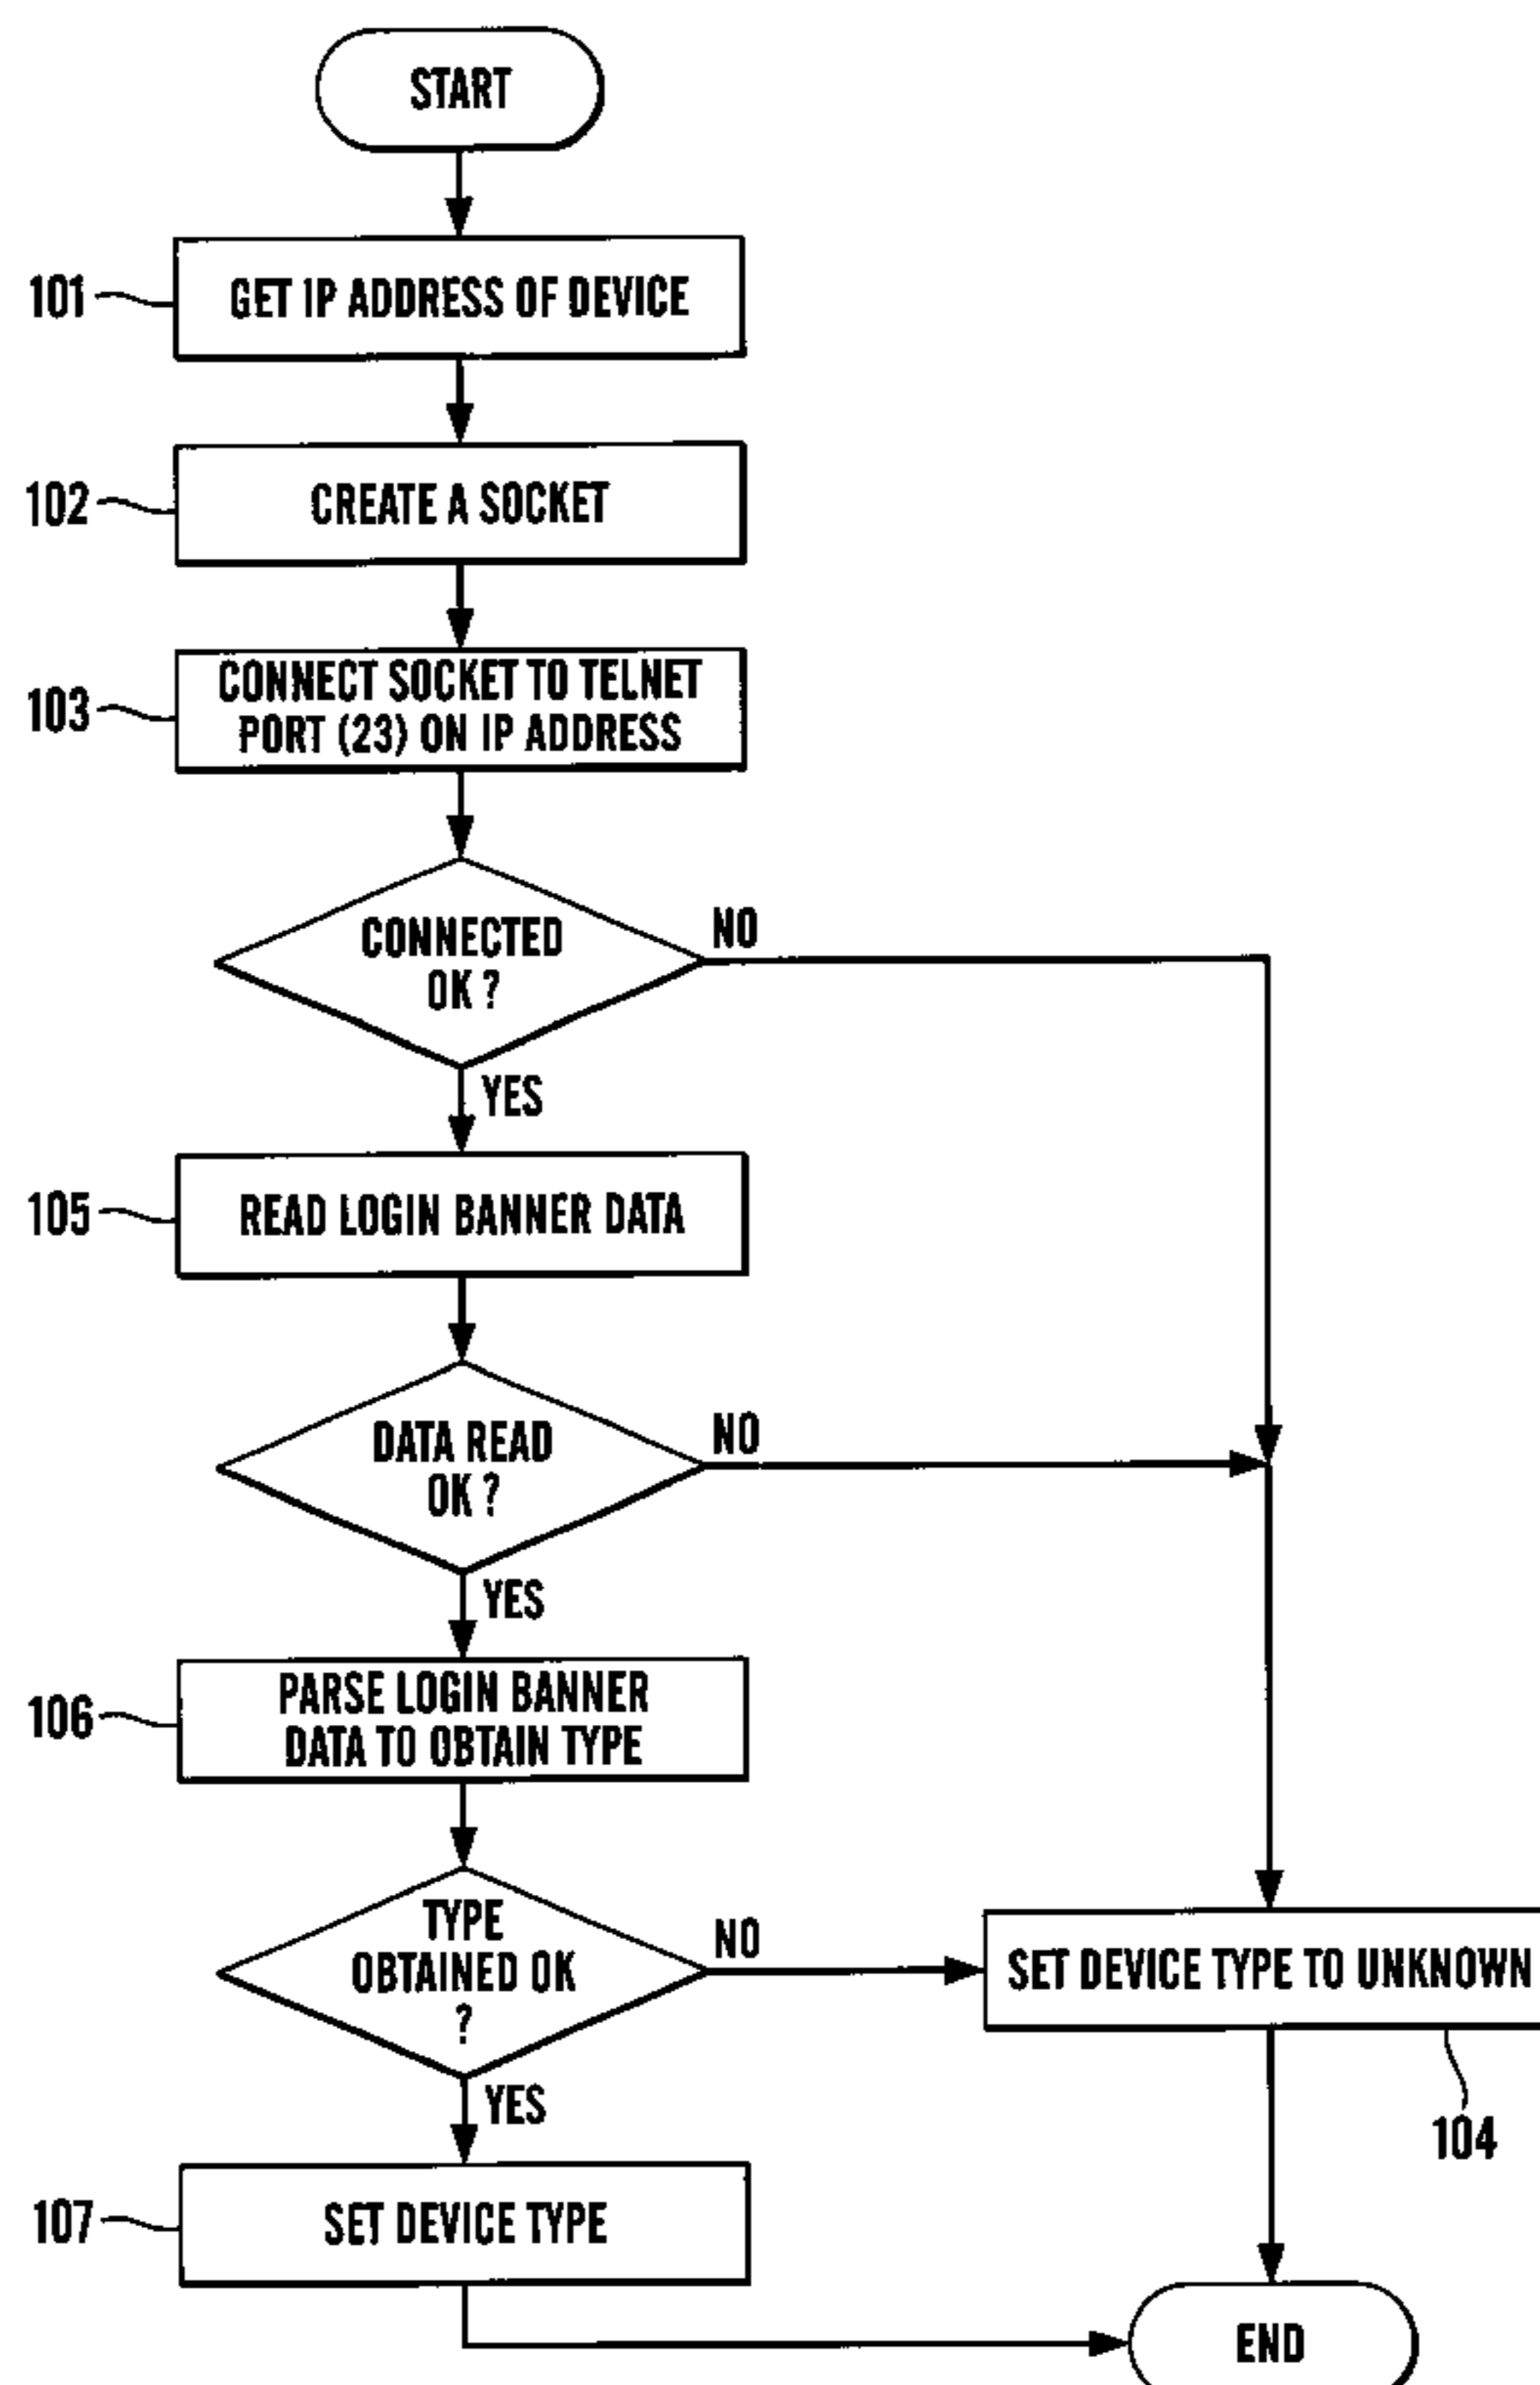 START
101
GET IP ADDRESS OF DEVICE
102
CREATE A SOCKET
103
CONNECT SOCKET TO TELNET
PORT (23) ON IP ADDRESS
CONNECTED
OK ?
NO
YES
105
READ LOGIN BANNER DATA
DATA READ
OK ?
NO
YES
106
PARSE LOGIN BANNER
DATA TO OBTAIN TYPE
TYPE
OBTAINED OK
?
NO
SET DEVICE TYPE TO UNKNOWN
104
YES
107
SET DEVICE TYPE
END